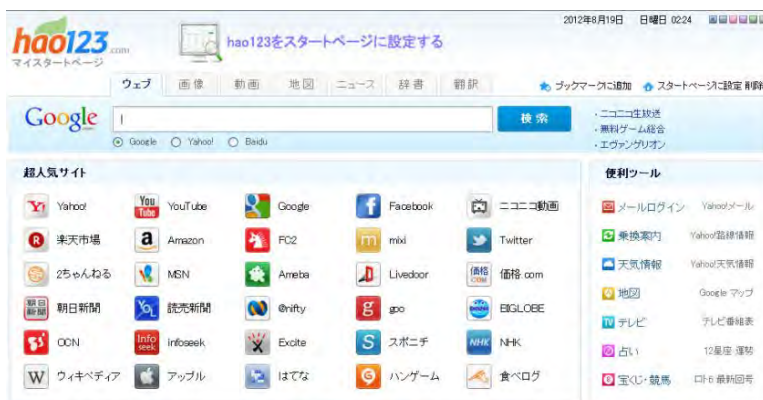 2012年8月19日 日曜日 02:24
hao123.com
マイスタートページ
hao123をスタートページに設定する
ウェブ 画像 動画 地図 ニュース 辞書 翻訳
ブックマークに追加 スタートページに設定 削除
Google
検索
Google Yahoo! Baidu
・ニコニコ生放送
・無料ゲーム総合
・エヴァンゲリオン
超人気サイト
Yahoo! YouTube Google Facebook ニコニコ動画
楽天市場 Amazon FC2 mixi Twitter
2ちゃんねる MSN Ameba Livedoor 価格.com
朝日新聞 読売新聞 @nifty goo BIGLOBE
OCN infoseek Excite スポニチ NHK
ウィキペディア アップル はてな ハンゲーム 食べログ
便利ツール
メールログイン Yahoo!メール
乗換案内 Yahoo!路線情報
天気情報 Yahoo!天気情報
地図 Google マップ
テレビ テレビ番組表
占い 12星座 運勢
宝くじ・競馬 ロト6 最新回号